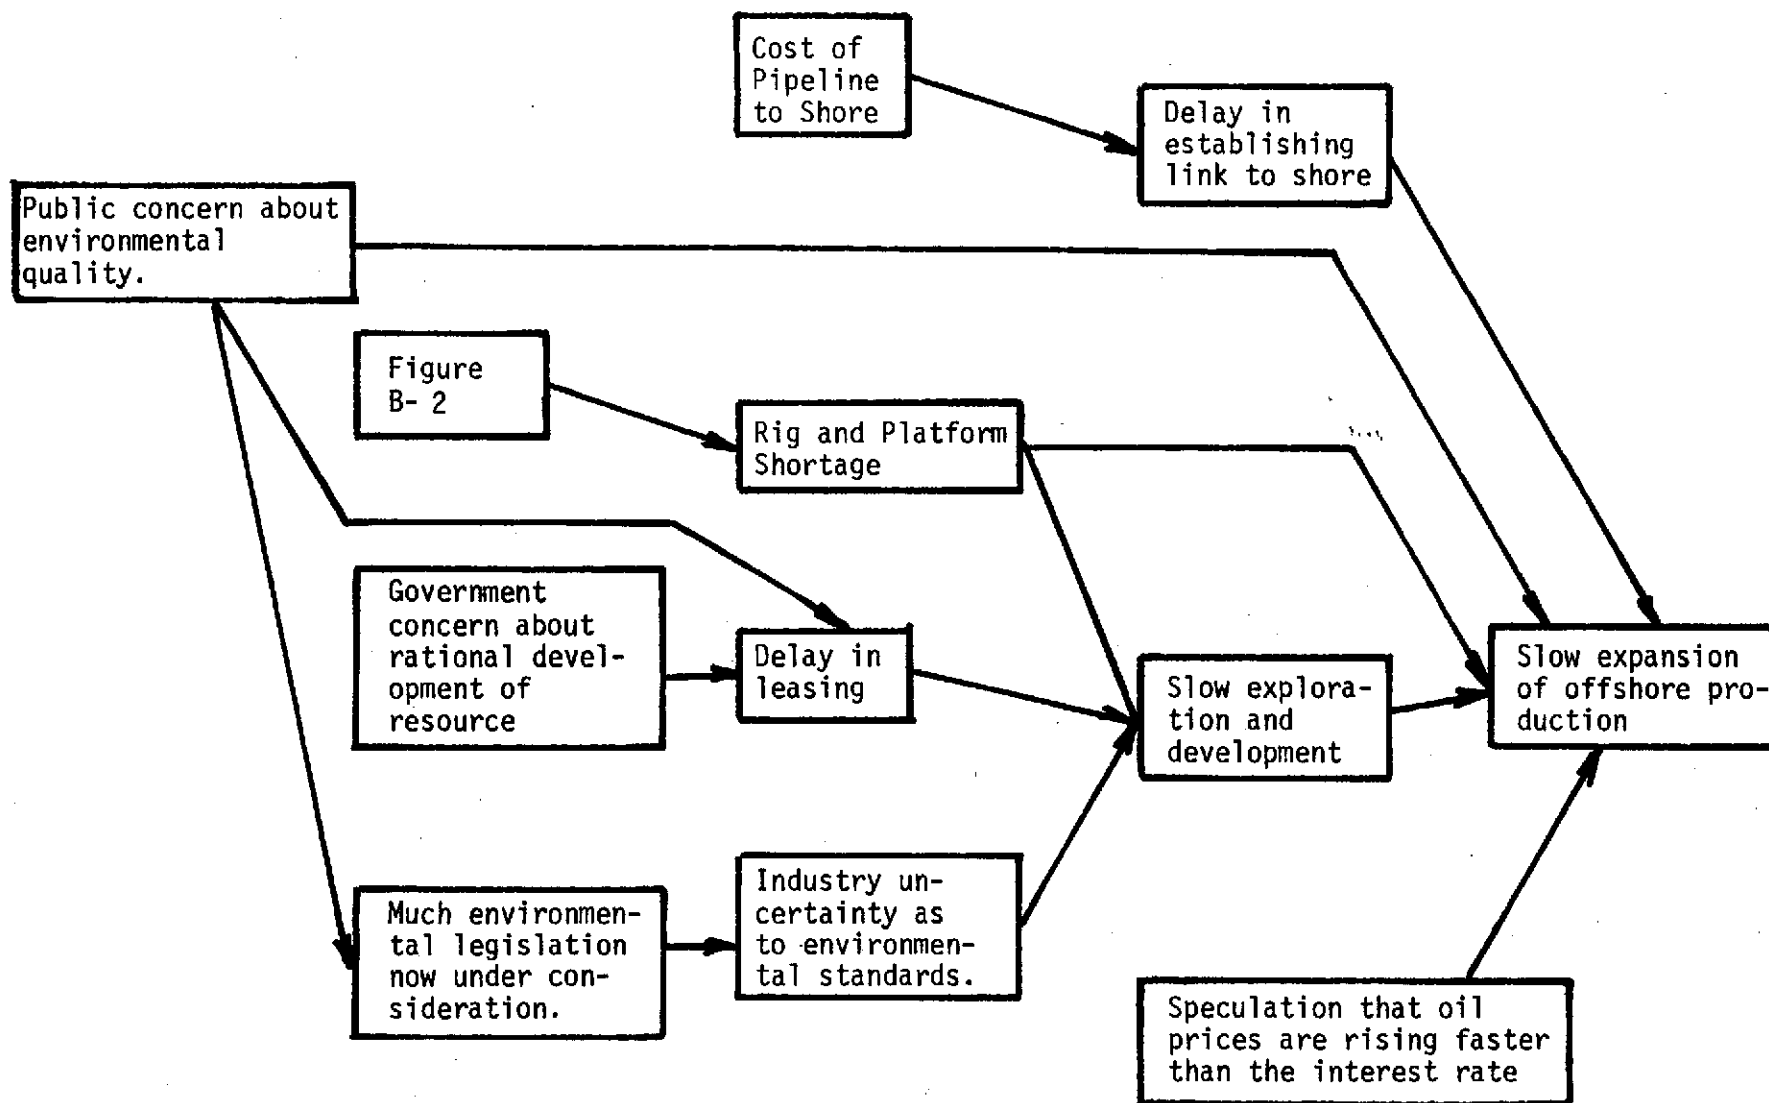 Cost of
Pipeline
to Shore
Delay in
establishing
link to shore
Public concern about
environmental
quality.
Figure
B- 2
Rig and Platform
Shortage
Government
concern about
rational devel-
opment of
resource
Delay in
leasing
Slow explora-
tion and
development
Slow expansion
of offshore pro-
duction
Much environmen-
tal legislation
now under con-
sideration.
Industry un-
certainty as
to environmen-
tal standards.
Speculation that oil
prices are rising faster
than the interest rate